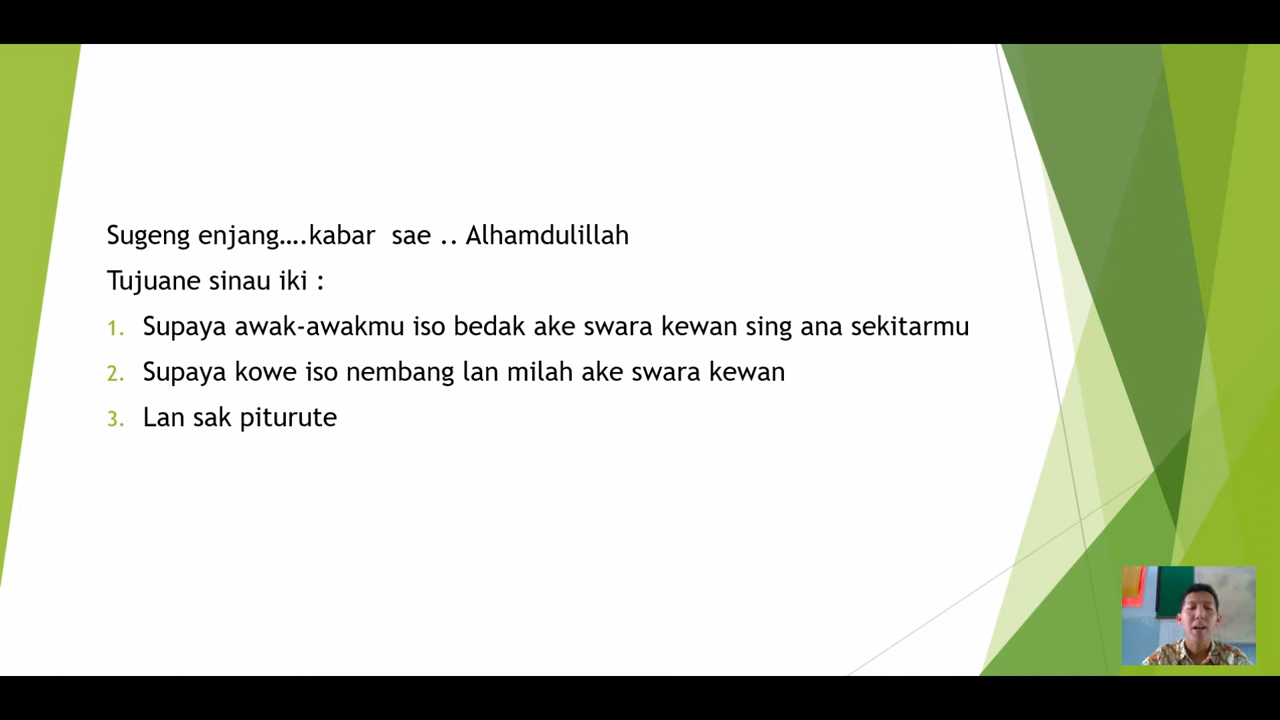 Sugeng enjang….kabar  sae .. Alhamdulillah
Tujuane sinau iki :
1. Supaya awak-awakmu iso bedak ake swara kewan sing ana sekitarmu
2. Supaya kowe iso nembang lan milah ake swara kewan
3. Lan sak piturute